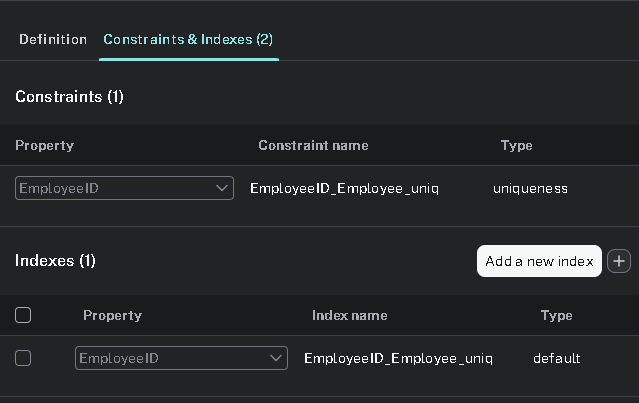 Definition Constraints & Indexes (2)
Constraints (1)
Property Constraint name Type
EmployeeID EmployeeID_Employee_uniq uniqueness
Indexes (1) Add a new index
Property Index name Type
EmployeeID EmployeeID_Employee_uniq default